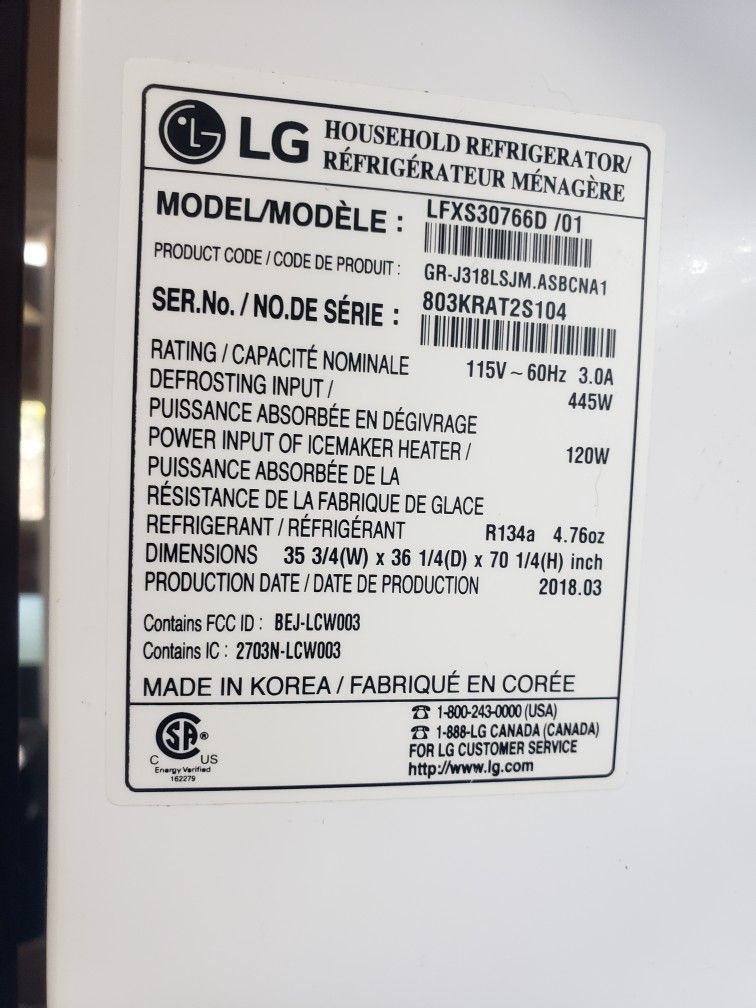 LG HOUSEHOLD REFRIGERATOR/
RÉFRIGÉRATEUR MÉNAGÈRE
MODEL/MODÈLE : LFXS30766D /01
PRODUCT CODE / CODE DE PRODUIT : GR-J318LSJM.ASBCNA1
SER.No. / NO.DE SÉRIE : 803KRAT2S104
RATING / CAPACITÉ NOMINALE 115V ~ 60Hz 3.0A
DEFROSTING INPUT / 445W
PUISSANCE ABSORBÉE EN DÉGIVRAGE
POWER INPUT OF ICEMAKER HEATER / 120W
PUISSANCE ABSORBÉE DE LA
RÉSISTANCE DE LA FABRIQUE DE GLACE
REFRIGERANT / RÉFRIGÉRANT R134a 4.76oz
DIMENSIONS 35 3/4(W) x 36 1/4(D) x 70 1/4(H) inch
PRODUCTION DATE / DATE DE PRODUCTION 2018.03
Contains FCC ID : BEJ-LCW003
Contains IC : 2703N-LCW003
MADE IN KOREA / FABRIQUÉ EN CORÉE
SA ®
C US
Energy Verified
162279
☎ 1-800-243-0000 (USA)
☎ 1-888-LG CANADA (CANADA)
FOR LG CUSTOMER SERVICE
http://www.lg.com